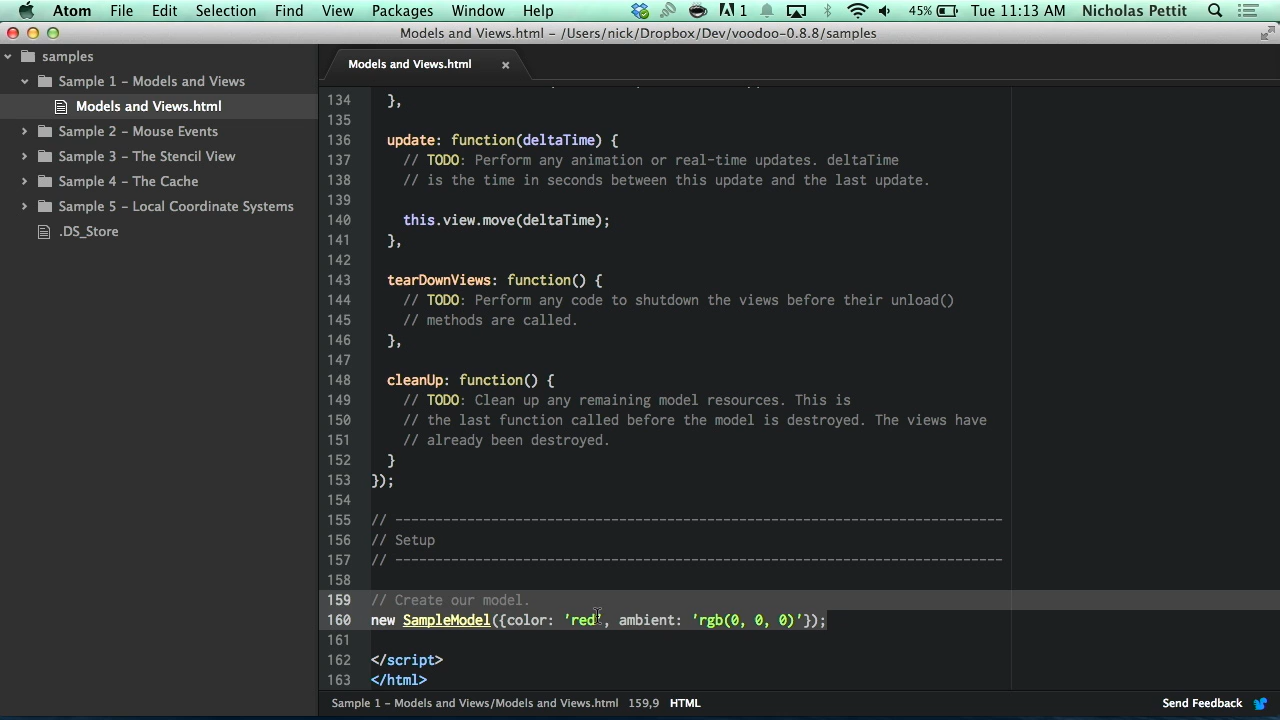 Atom File Edit Selection Find View Packages Window Help 1 45% Tue 11:13 AM Nicholas Pettit
Models and Views.html – /Users/nick/Dropbox/Dev/voodoo-0.8.8/samples
samples
Sample 1 – Models and Views
Models and Views.html
Sample 2 – Mouse Events
Sample 3 – The Stencil View
Sample 4 – The Cache
Sample 5 – Local Coordinate Systems
.DS_Store
Models and Views.html ×
134 },
135
136 update: function(deltaTime) {
137 // TODO: Perform any animation or real-time updates. deltaTime
138 // is the time in seconds between this update and the last update.
139
140 this.view.move(deltaTime);
141 },
142
143 tearDownViews: function() {
144 // TODO: Perform any code to shutdown the views before their unload()
145 // methods are called.
146 },
147
148 cleanUp: function() {
149 // TODO: Clean up any remaining model resources. This is
150 // the last function called before the model is destroyed. The views have
151 // already been destroyed.
152 }
153 });
154
155 // ----------------------------------------------------------------------------
156 // Setup
157 // ----------------------------------------------------------------------------
158
159 // Create our model.
160 new SampleModel({color: 'red', ambient: 'rgb(0, 0, 0)'});
161
162 </script>
163 </html>
Sample 1 – Models and Views/Models and Views.html 159,9 HTML Send Feedback